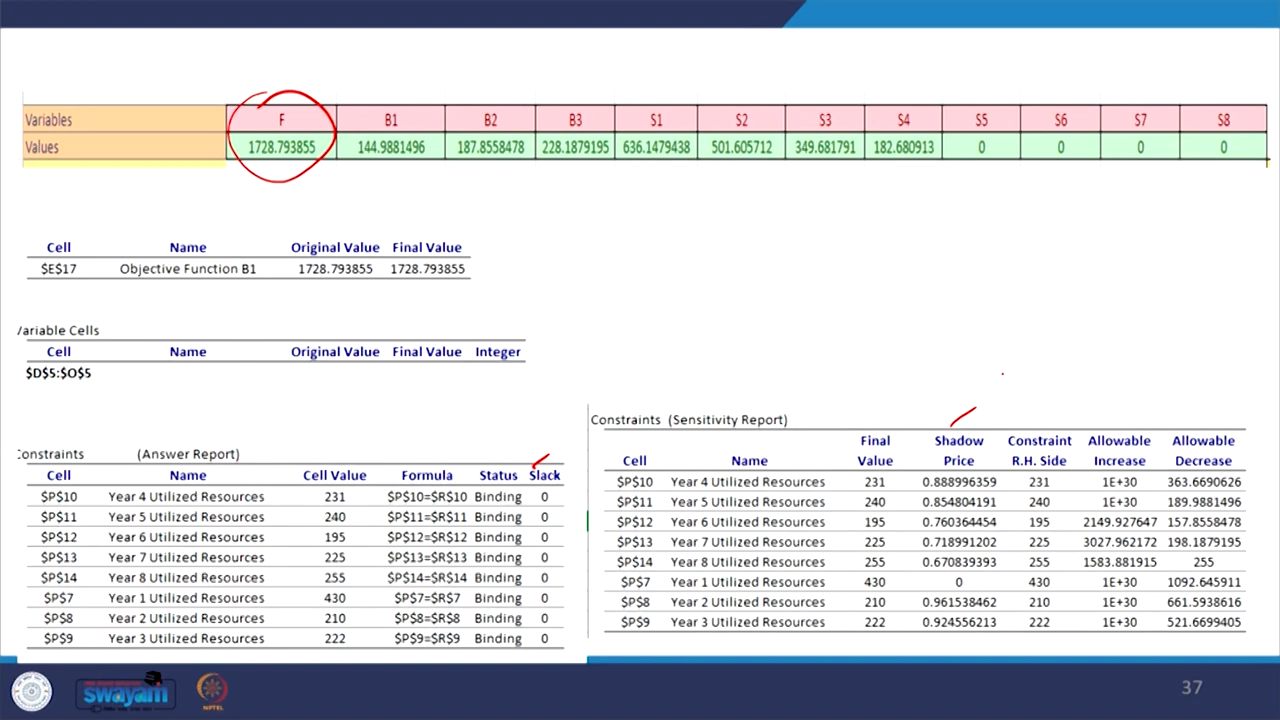 Variables F B1 B2 B3 S1 S2 S3 S4 S5 S6 S7 S8
Values 1728.793855 144.9881496 187.8558478 228.1879195 636.1479438 501.605712 349.681791 182.680913 0 0 0 0
Cell Name Original Value Final Value
$E$17 Objective Function B1 1728.793855 1728.793855
/ariable Cells
Cell Name Original Value Final Value Integer
$D$5:$O$5
Constraints (Answer Report)
Cell Name Cell Value Formula Status Slack
$P$10 Year 4 Utilized Resources 231 $P$10=$R$10 Binding 0
$P$11 Year 5 Utilized Resources 240 $P$11=$R$11 Binding 0
$P$12 Year 6 Utilized Resources 195 $P$12=$R$12 Binding 0
$P$13 Year 7 Utilized Resources 225 $P$13=$R$13 Binding 0
$P$14 Year 8 Utilized Resources 255 $P$14=$R$14 Binding 0
$P$7 Year 1 Utilized Resources 430 $P$7=$R$7 Binding 0
$P$8 Year 2 Utilized Resources 210 $P$8=$R$8 Binding 0
$P$9 Year 3 Utilized Resources 222 $P$9=$R$9 Binding 0
Constraints (Sensitivity Report)
Final Shadow Constraint Allowable Allowable
Cell Name Value Price R.H. Side Increase Decrease
$P$10 Year 4 Utilized Resources 231 0.888996359 231 1E+30 363.6690626
$P$11 Year 5 Utilized Resources 240 0.854804191 240 1E+30 189.9881496
$P$12 Year 6 Utilized Resources 195 0.760364454 195 2149.927647 157.8558478
$P$13 Year 7 Utilized Resources 225 0.718991202 225 3027.962172 198.1879195
$P$14 Year 8 Utilized Resources 255 0.670839393 255 1583.881915 255
$P$7 Year 1 Utilized Resources 430 0 430 1E+30 1092.645911
$P$8 Year 2 Utilized Resources 210 0.961538462 210 1E+30 661.5938616
$P$9 Year 3 Utilized Resources 222 0.924556213 222 1E+30 521.6699405
swayam
NPTEL
37